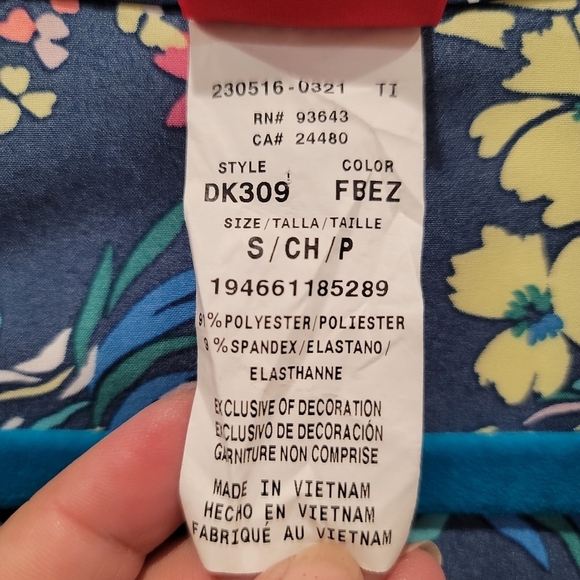 230516-0321 TI
RN# 93643
CA# 24480
STYLE COLOR
DK309 FBEZ
SIZE/TALLA/TAILLE
S/CH/P
194661185289
91%POLYESTER/POLIESTER
9%SPANDEX/ELASTANO/
ELASTHANNE
EXCLUSIVE OF DECORATION
EXCLUSIVO DE DECORACIÓN
GARNITURE NON COMPRISE
MADE IN VIETNAM
HECHO EN VIETNAM
FABRIQUÉ AU VIETNAM